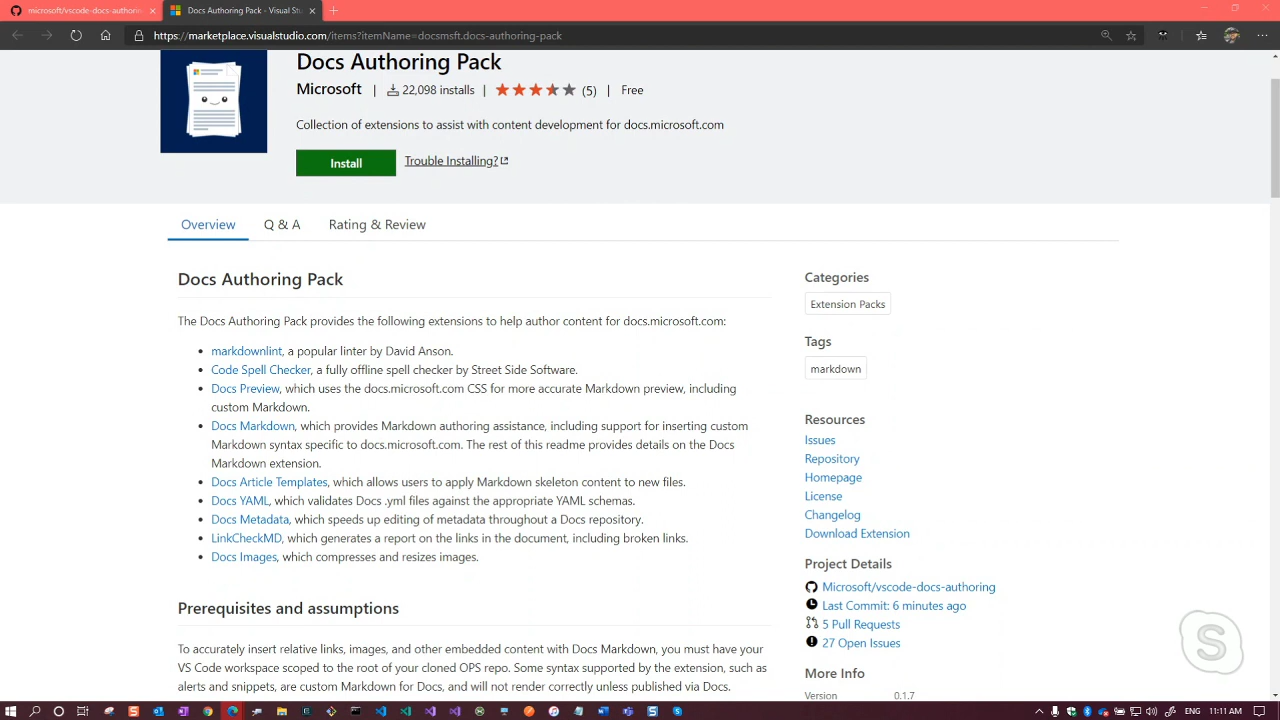 microsoft/vscode-docs-authorin
Docs Authoring Pack - Visual Stu
https://marketplace.visualstudio.com/items?itemName=docsmsft.docs-authoring-pack
Docs Authoring Pack
Microsoft | 22,098 installs | (5) | Free
Collection of extensions to assist with content development for docs.microsoft.com
Install
Trouble Installing?
Overview
Q & A
Rating & Review
Docs Authoring Pack
The Docs Authoring Pack provides the following extensions to help author content for docs.microsoft.com:
• markdownlint, a popular linter by David Anson.
• Code Spell Checker, a fully offline spell checker by Street Side Software.
• Docs Preview, which uses the docs.microsoft.com CSS for more accurate Markdown preview, including
custom Markdown.
• Docs Markdown, which provides Markdown authoring assistance, including support for inserting custom
Markdown syntax specific to docs.microsoft.com. The rest of this readme provides details on the Docs
Markdown extension.
• Docs Article Templates, which allows users to apply Markdown skeleton content to new files.
• Docs YAML, which validates Docs .yml files against the appropriate YAML schemas.
• Docs Metadata, which speeds up editing of metadata throughout a Docs repository.
• LinkCheckMD, which generates a report on the links in the document, including broken links.
• Docs Images, which compresses and resizes images.
Prerequisites and assumptions
To accurately insert relative links, images, and other embedded content with Docs Markdown, you must have your
VS Code workspace scoped to the root of your cloned OPS repo. Some syntax supported by the extension, such as
alerts and snippets, are custom Markdown for Docs, and will not render correctly unless published via Docs.
Categories
Extension Packs
Tags
markdown
Resources
Issues
Repository
Homepage
License
Changelog
Download Extension
Project Details
Microsoft/vscode-docs-authoring
Last Commit: 6 minutes ago
5 Pull Requests
27 Open Issues
More Info
Version 0.1.7
S
ENG 11:11 AM